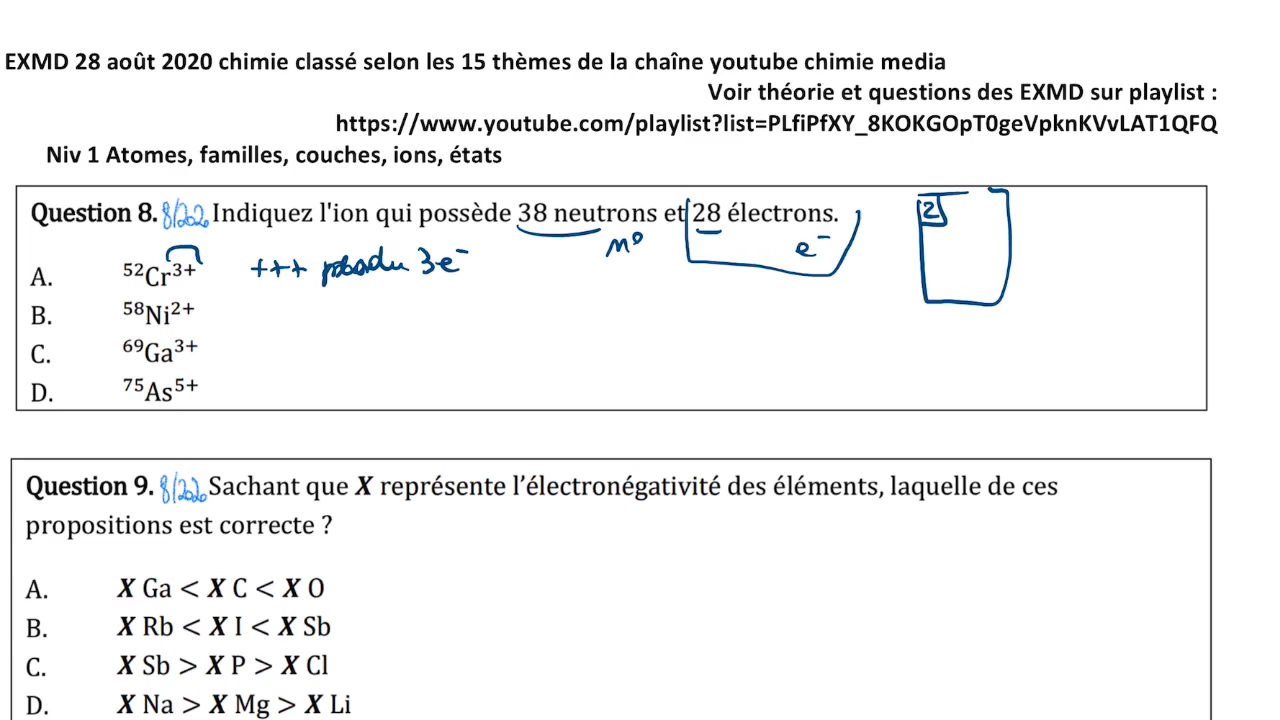 EXMD 28 août 2020 chimie classé selon les 15 thèmes de la chaîne youtube chimie media
Voir théorie et questions des EXMD sur playlist :
https://www.youtube.com/playlist?list=PLfiPfXY_8KOKGOpT0geVpknKVvLAT1QFQ
Niv 1 Atomes, familles, couches, ions, états
Question 8. 8/2020 Indiquez l'ion qui possède 38 neutrons et 28 électrons.
n° e⁻
2
A. ⁵²Cr³⁺ +++ 3e⁻
B. ⁵⁸Ni²⁺
C. ⁶⁹Ga³⁺
D. ⁷⁵As⁵⁺
Question 9. 8/2020 Sachant que X représente l’électronégativité des éléments, laquelle de ces
propositions est correcte ?
A. X Ga < X C < X O
B. X Rb < X I < X Sb
C. X Sb > X P > X Cl
D. X Na > X Mg > X Li